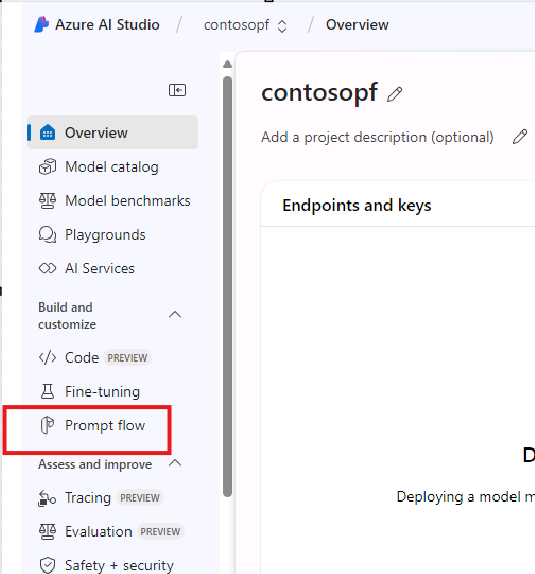 Azure AI Studio / contosopf / Overview
Overview
Model catalog
Model benchmarks
Playgrounds
AI Services
Build and
customize
Code PREVIEW
Fine-tuning
Prompt flow
Assess and improve
Tracing PREVIEW
Evaluation PREVIEW
Safety + security
contosopf
Add a project description (optional)
Endpoints and keys
D
Deploying a model m